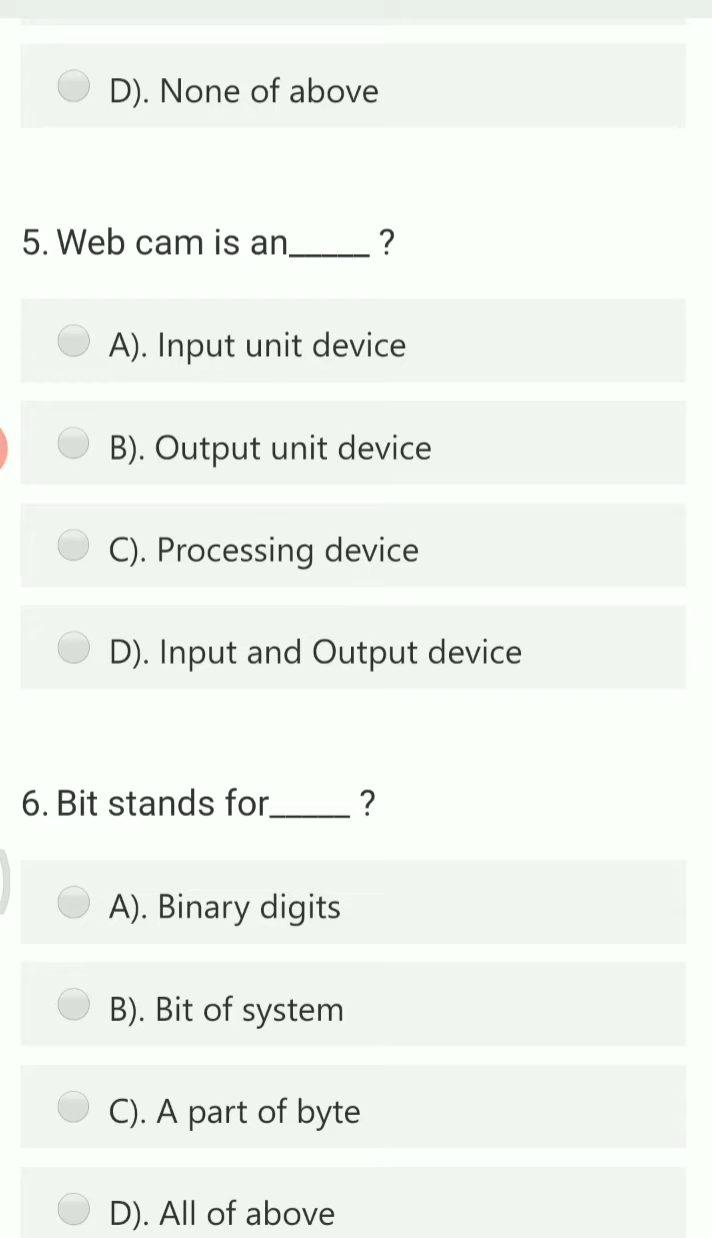 D). None of above
5. Web cam is an_____ ?
A). Input unit device
B). Output unit device
C). Processing device
D). Input and Output device
6. Bit stands for_____ ?
A). Binary digits
B). Bit of system
C). A part of byte
D). All of above